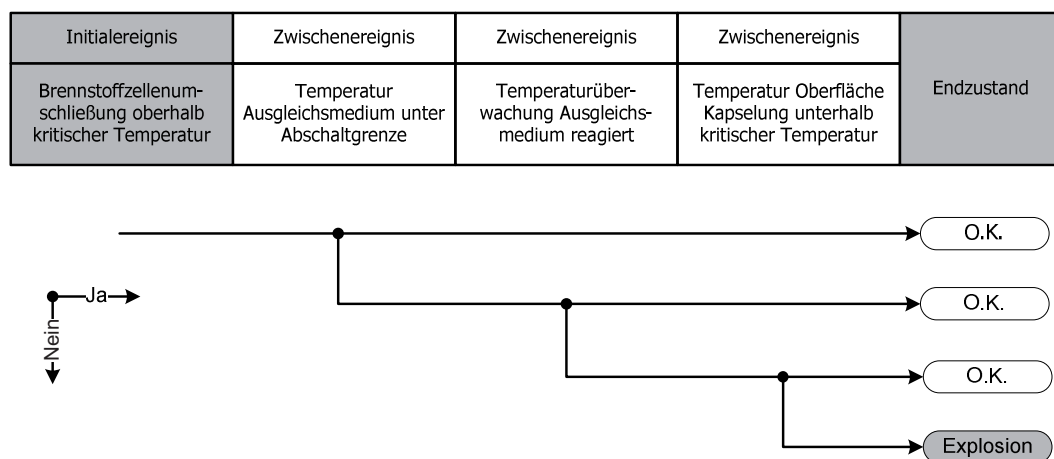 Initialereignis
Zwischenereignis
Zwischenereignis
Zwischenereignis
Endzustand
Brennstoffzellenum-
schließung oberhalb
kritischer Temperatur
Temperatur
Ausgleichsmedium unter
Abschaltgrenze
Temperaturüber-
wachung Ausgleichs-
medium reagiert
Temperatur Oberfläche
Kapselung unterhalb
kritischer Temperatur
O.K.
Ja
Nein
O.K.
O.K.
Explosion